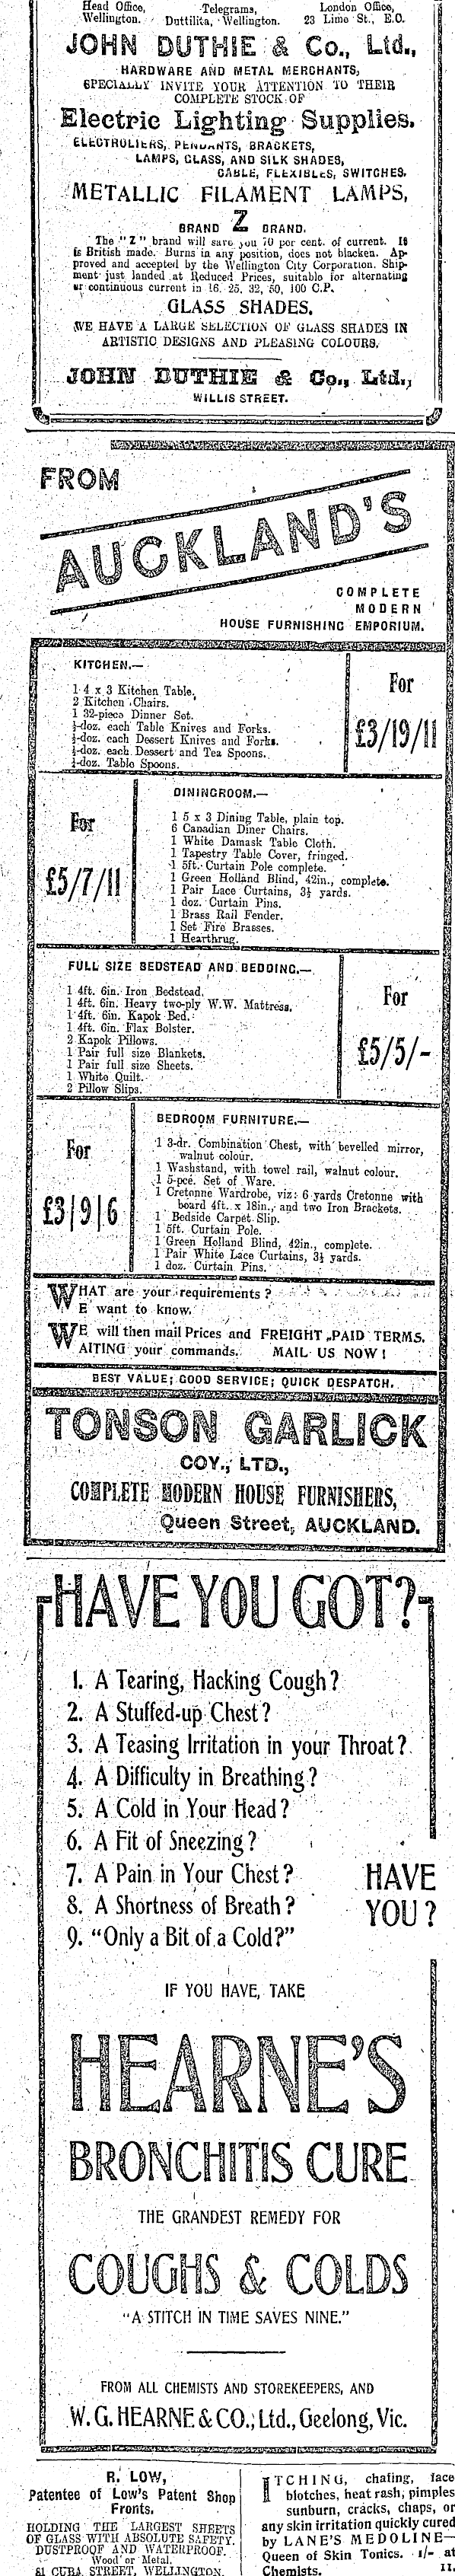 Head Office, Telegrams, London Office,
Wellington. Duttilita, Wellington. 23 Lime St., E.C.
JOHN DUTHIE & Co., Ltd.,
HARDWARE AND METAL MERCHANTS,
SPECIALLY INVITE YOUR ATTENTION TO THEIR
COMPLETE STOCK OF
Electric Lighting Supplies.
ELECTROLIERS, PENDANTS, BRACKETS,
LAMPS, GLASS, AND SILK SHADES,
CABLE, FLEXIBLES, SWITCHES.
METALLIC FILAMENT LAMPS,
BRAND Z BRAND.
The "Z" brand will save you 70 per cent. of current. It
is British made. Burns in any position, does not blacken. Ap-
proved and accepted by the Wellington City Corporation. Ship-
ment just landed at Reduced Prices, suitable for alternating
or continuous current in 16. 25, 32, 50, 100 C.P.
GLASS SHADES.
WE HAVE A LARGE SELECTION OF GLASS SHADES IN
ARTISTIC DESIGNS AND PLEASING COLOURS.
JOHN DUTHIE & Co., Ltd.,
WILLIS STREET.
FROM
AUCKLAND'S
COMPLETE
MODERN
HOUSE FURNISHING EMPORIUM.
KITCHEN.—
1 4 x 3 Kitchen Table.
2 Kitchen Chairs.
1 32-piece Dinner Set.
½-doz. each Table Knives and Forks.
½-doz. each Dessert Knives and Forks.
½-doz. each Dessert and Tea Spoons.
¼-doz. Table Spoons.
For
£3/19/11
DININGROOM.—
1 5 x 3 Dining Table, plain top.
6 Canadian Diner Chairs.
1 White Damask Table Cloth.
1 Tapestry Table Cover, fringed.
1 5ft. Curtain Pole complete.
1 Green Holland Blind, 42in., complete.
1 Pair Lace Curtains, 3½ yards.
1 doz. Curtain Pins.
1 Brass Rail Fender.
1 Set Fire Brasses.
1 Hearthrug.
For
£5/7/11
FULL SIZE BEDSTEAD AND BEDDING.—
1 4ft. 6in. Iron Bedstead.
1 4ft. 6in. Heavy two-ply W.W. Mattress.
1 4ft. 6in. Kapok Bed.
1 4ft. 6in. Flax Bolster.
2 Kapok Pillows.
1 Pair full size Blankets.
1 Pair full size Sheets.
1 White Quilt.
2 Pillow Slips.
For
£5/5/-
BEDROOM FURNITURE.—
1 3-dr. Combination Chest, with bevelled mirror,
walnut colour.
1 Washstand, with towel rail, walnut colour.
1 5-pce. Set of Ware.
1 Cretonne Wardrobe, viz: 6 yards Cretonne with
board 4ft. x 18in., and two Iron Brackets.
1 Bedside Carpet Slip.
1 5ft. Curtain Pole.
1 Green Holland Blind, 42in., complete.
1 Pair White Lace Curtains, 3½ yards.
1 doz. Curtain Pins.
For
£3/9/6
WHAT are your requirements?
WE want to know.
WE will then mail Prices and FREIGHT PAID TERMS.
WAITING your commands. MAIL US NOW!
BEST VALUE; GOOD SERVICE; QUICK DESPATCH.
TONSON GARLICK
COY., LTD.,
COMPLETE MODERN HOUSE FURNISHERS,
Queen Street, AUCKLAND.
HAVE YOU GOT?
1. A Tearing, Hacking Cough?
2. A Stuffed-up Chest?
3. A Teasing Irritation in your Throat?
4. A Difficulty in Breathing?
5. A Cold in Your Head?
6. A Fit of Sneezing?
7. A Pain in Your Chest?
8. A Shortness of Breath?
9. "Only a Bit of a Cold?"
HAVE
YOU?
IF YOU HAVE, TAKE
HEARNE'S
BRONCHITIS CURE
THE GRANDEST REMEDY FOR
COUGHS & COLDS
"A STITCH IN TIME SAVES NINE."
FROM ALL CHEMISTS AND STOREKEEPERS, AND
W. G. HEARNE & CO., Ltd., Geelong, Vic.
R. LOW,
Patentee of Low's Patent Shop
Fronts.
HOLDING THE LARGEST SHEETS
OF GLASS WITH ABSOLUTE SAFETY.
DUSTPROOF AND WATERPROOF.
Wood or Metal.
CUBA STREET, WELLINGTON.
ITCHING, chafing, face
blotches, heat rash, pimples
sunburn, cracks, chaps, or
any skin irritation quickly cured
by LANE'S MEDOLINE—
Queen of Skin Tonics. 1/- at
Chemists. 11.